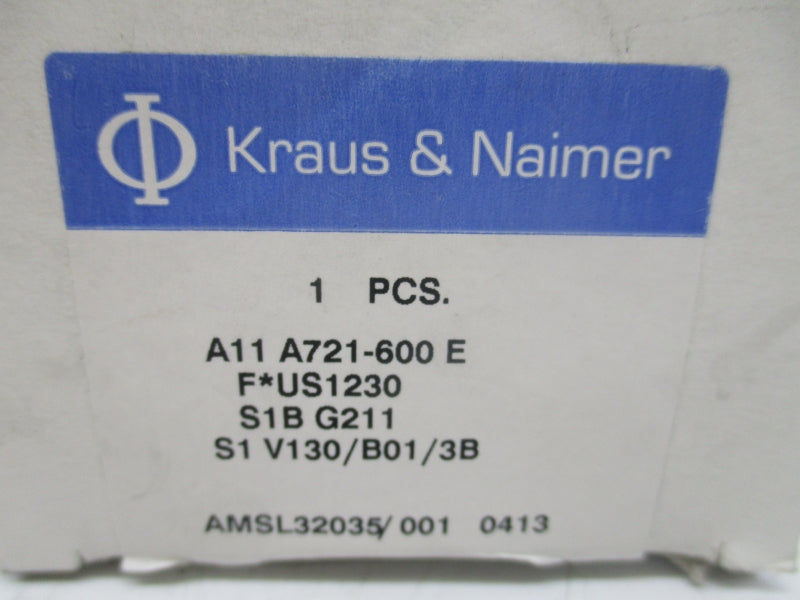 Kraus & Naimer
1 PCS.
A11 A721-600 E
F*US1230
S1B G211
S1 V130/B01/3B
AMSL32035/001 0413